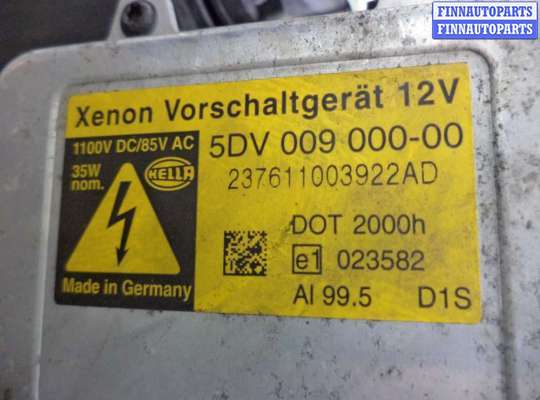 FINNAUTOPARTS
FINNAUTOPARTS
Xenon Vorschaltgerät 12V
1100V DC/85V AC
35W
nom.
HELLA
Made in Germany
5DV 009 000-00
237611003922AD
DOT 2000h
e1 023582
Al 99.5 D1S